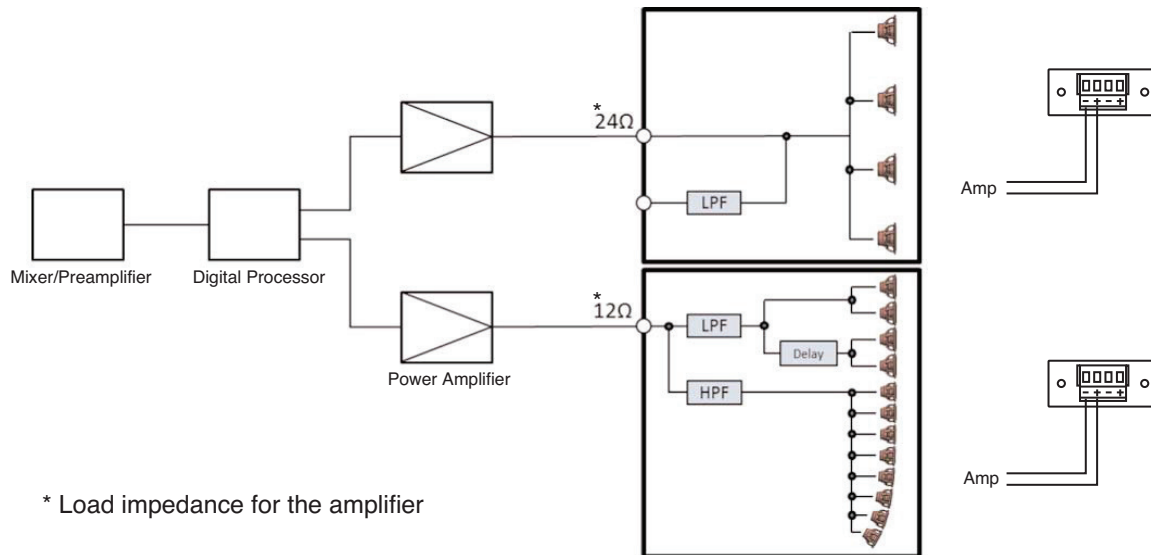 *
24Ω
LPF
- + - +
Amp
Mixer/Preamplifier
Digital Processor
*
12Ω
LPF
Delay
Power Amplifier
HPF
- + - +
Amp
* Load impedance for the amplifier